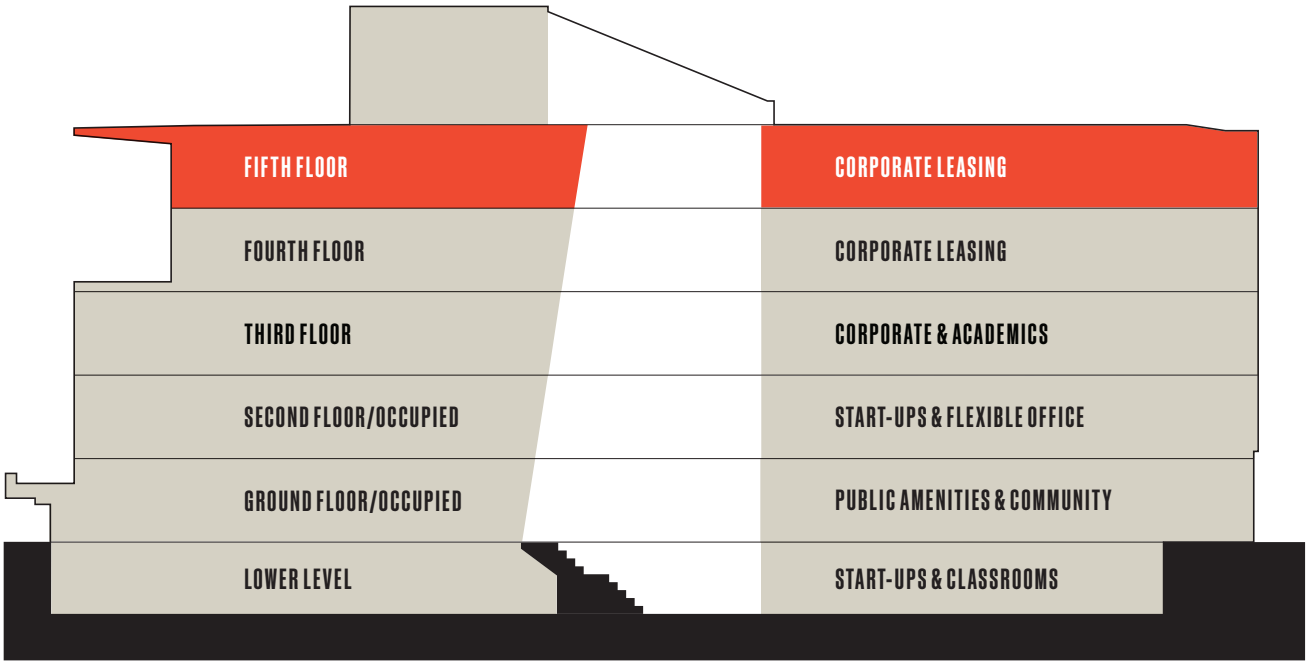 FIFTH FLOOR
CORPORATE LEASING
FOURTH FLOOR
CORPORATE LEASING
THIRD FLOOR
CORPORATE & ACADEMICS
SECOND FLOOR/OCCUPIED
START-UPS & FLEXIBLE OFFICE
GROUND FLOOR/OCCUPIED
PUBLIC AMENITIES & COMMUNITY
LOWER LEVEL
START-UPS & CLASSROOMS